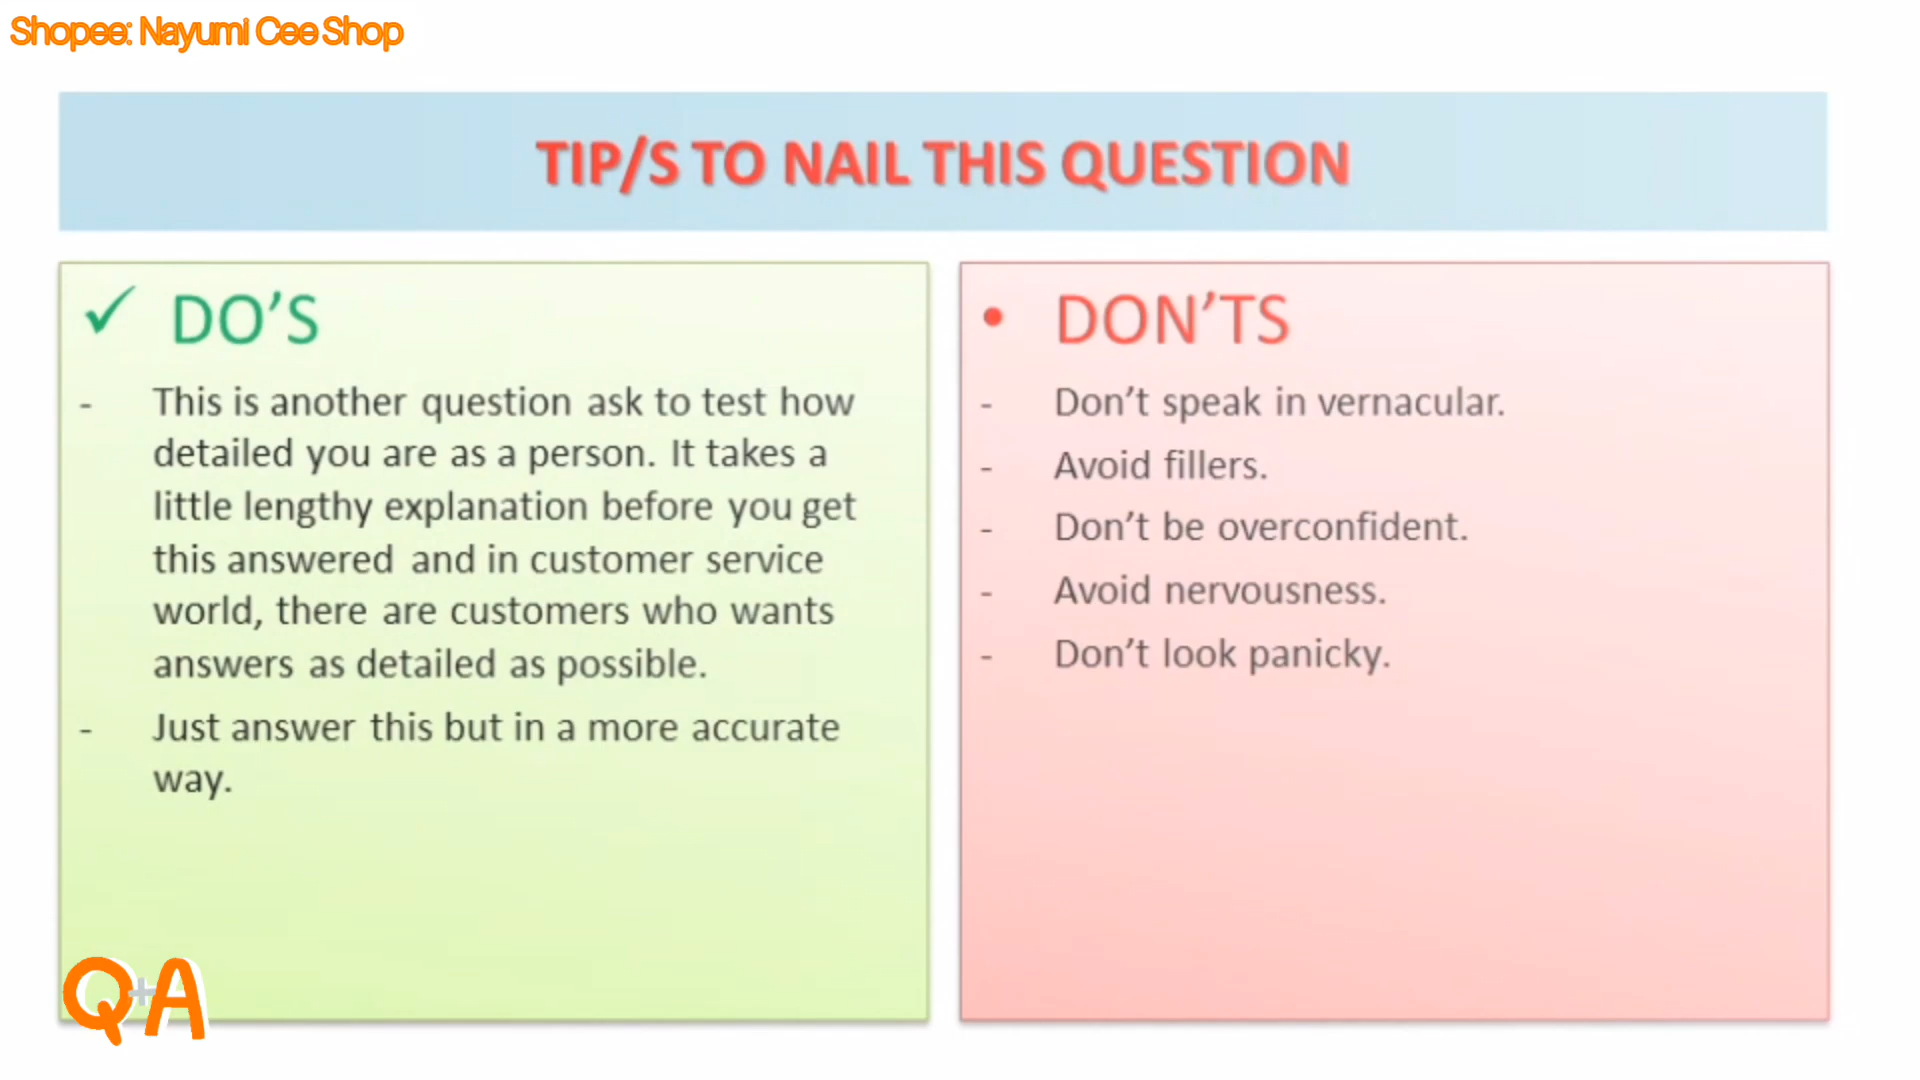 Shopee: Nayumi Cee Shop
TIP/S TO NAIL THIS QUESTION
✓ DO’S
- This is another question ask to test how
detailed you are as a person. It takes a
little lengthy explanation before you get
this answered and in customer service
world, there are customers who wants
answers as detailed as possible.
- Just answer this but in a more accurate
way.
• DON’TS
- Don’t speak in vernacular.
- Avoid fillers.
- Don’t be overconfident.
- Avoid nervousness.
- Don’t look panicky.
Q+A